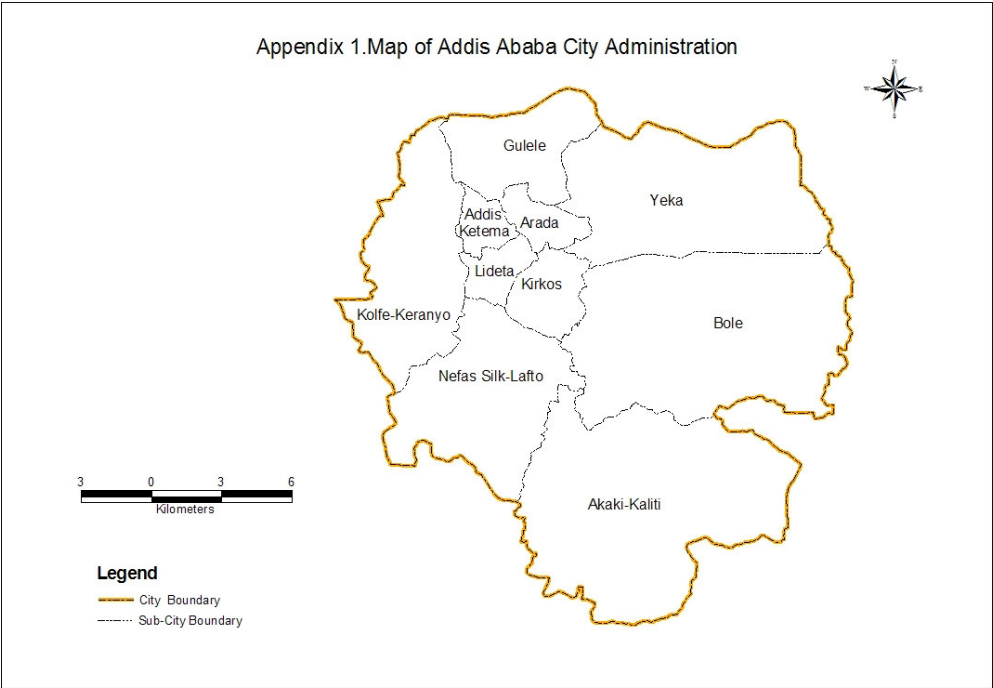 Appendix 1.Map of Addis Ababa City Administration
N
W E
S
Gulele
Yeka
Addis
Ketema
Arada
Lideta
Kirkos
Kolfe-Keranyo
Bole
Nefas Silk-Lafto
Akaki-Kaliti
3 0 3 6
Kilometers
Legend
City Boundary
Sub-City Boundary